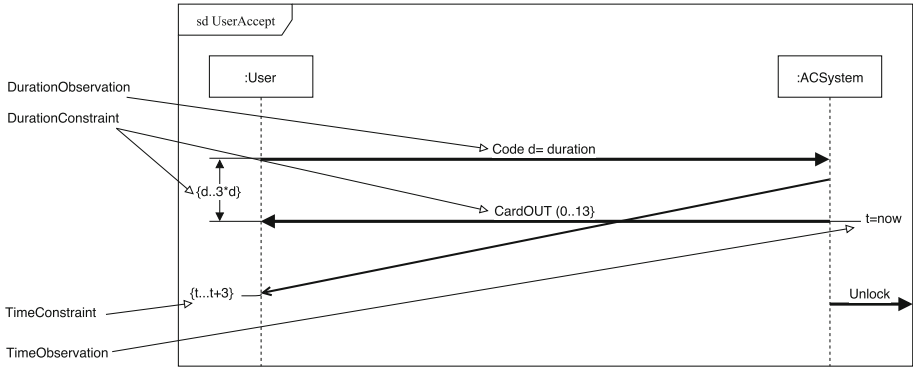 sd UserAccept
:User
:ACSystem
DurationObservation
DurationConstraint
Code d= duration
{d..3*d}
CardOUT (0..13}
t=now
{t...t+3}
Unlock
TimeConstraint
TimeObservation